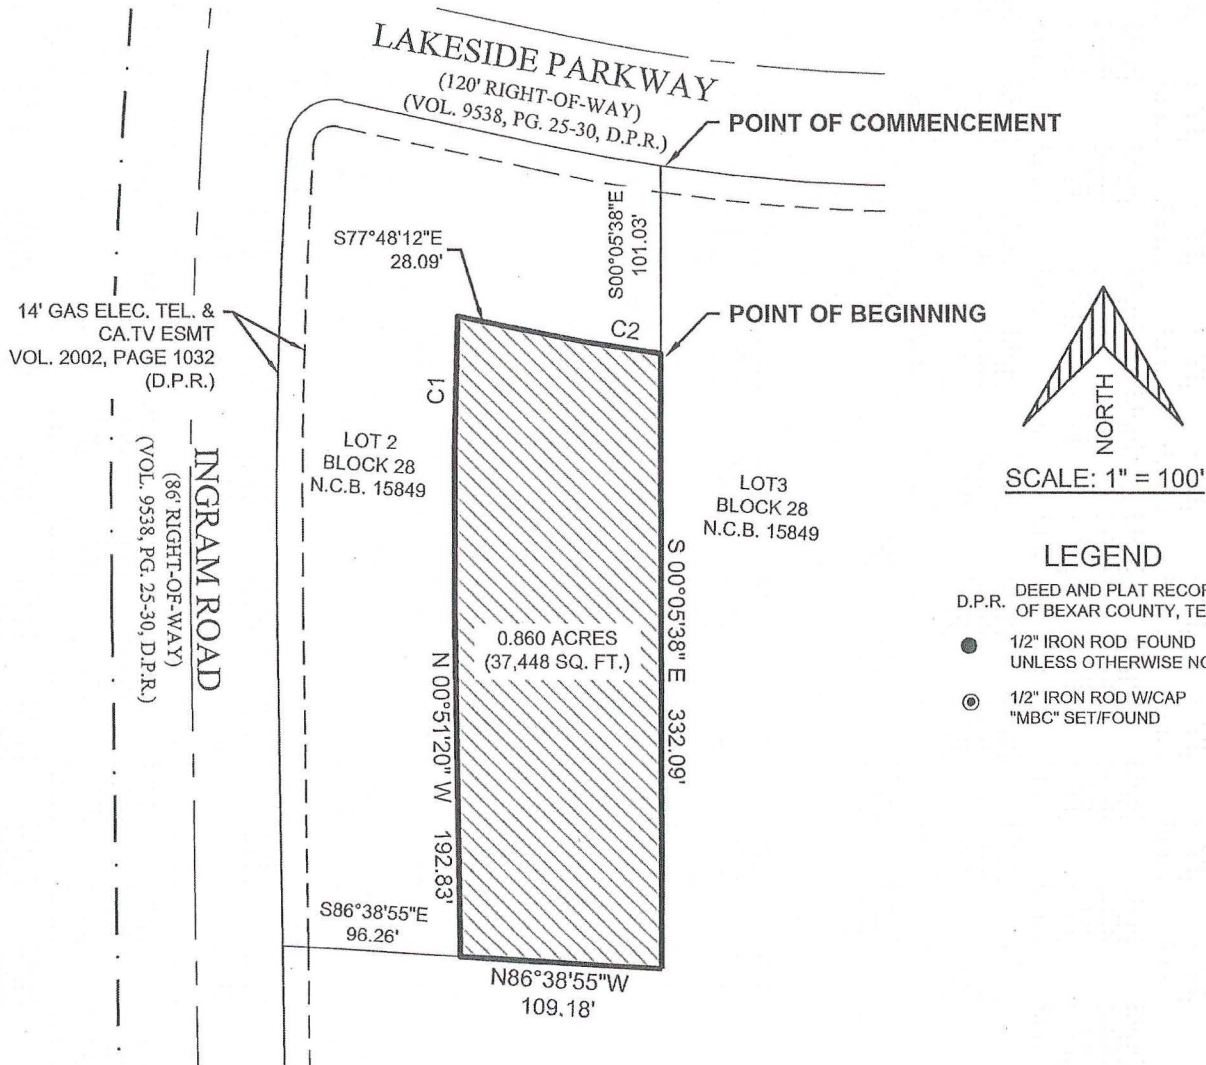 LAKESIDE PARKWAY
(120' RIGHT-OF-WAY)
(VOL. 9538, PG. 25-30, D.P.R.)
POINT OF COMMENCEMENT
S00°05'38"E
101.03'
S77°48'12"E
28.09'
C2
POINT OF BEGINNING
14' GAS ELEC. TEL. &
CA.TV ESMT
VOL. 2002, PAGE 1032
(D.P.R.)
C1
LOT 2
BLOCK 28
N.C.B. 15849
INGRAM ROAD
(86' RIGHT-OF-WAY)
(VOL. 9538, PG. 25-30, D.P.R.)
LOT3
BLOCK 28
N.C.B. 15849
0.860 ACRES
(37,448 SQ. FT.)
N 00°51'20" W 192.83'
S 00°05'38" E 332.09'
S86°38'55"E
96.26'
N86°38'55"W
109.18'
NORTH
SCALE: 1" = 100'
LEGEND
D.P.R. DEED AND PLAT RECOR
OF BEXAR COUNTY, TE
1/2" IRON ROD FOUND
UNLESS OTHERWISE NO
1/2" IRON ROD W/CAP
"MBC" SET/FOUND